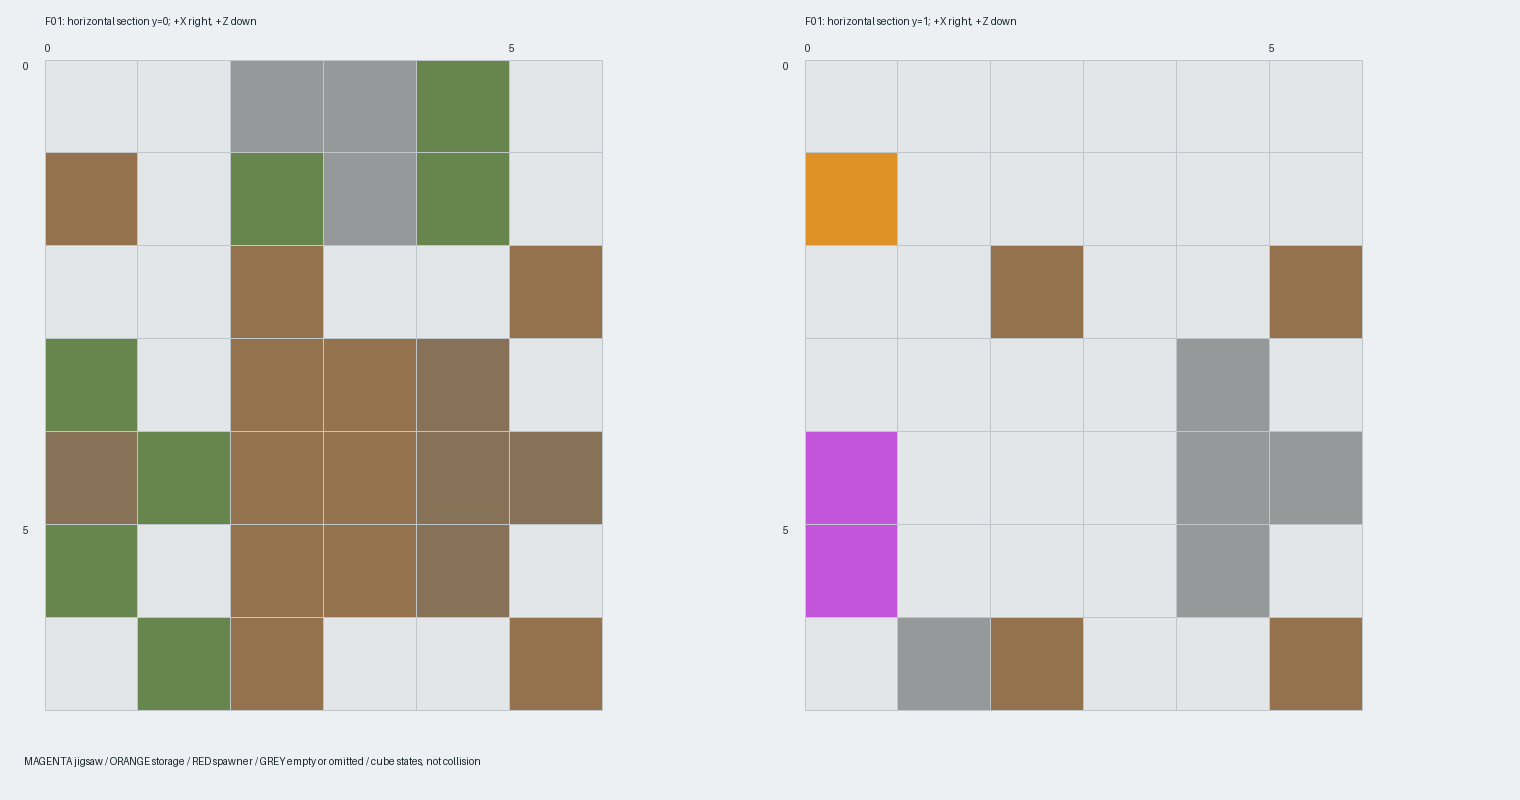 F01: horizontal section y=0; +X right, +Z down
F01: horizontal section y=1; +X right, +Z down
0 5
0 5
0
0
5
5
MAGENTA jigsaw / ORANGE storage / RED spawner / GREY empty or omitted / cube states, not collision